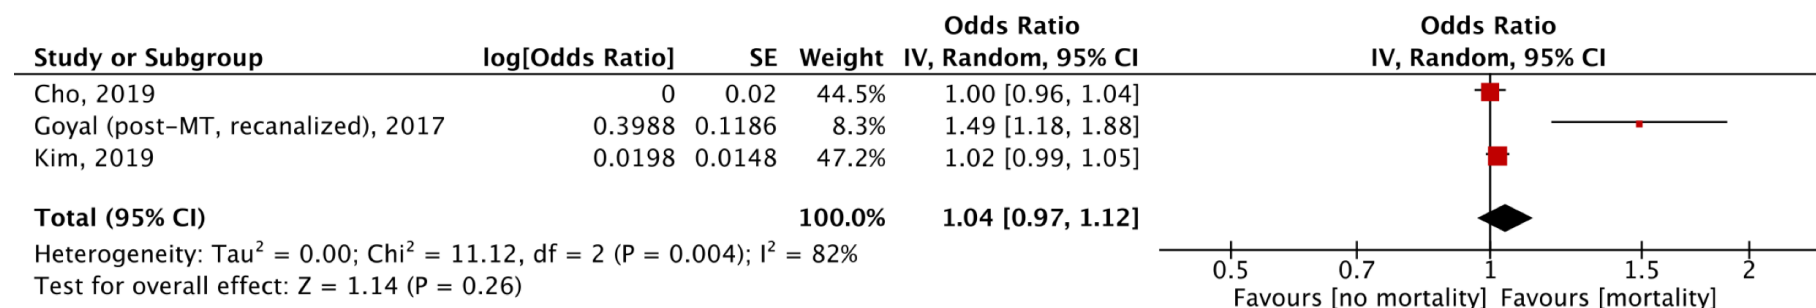 Odds Ratio Odds Ratio
Study or Subgroup log[Odds Ratio] SE Weight IV, Random, 95% CI IV, Random, 95% CI
Cho, 2019 0 0.02 44.5% 1.00 [0.96, 1.04]
Goyal (post-MT, recanalized), 2017 0.3988 0.1186 8.3% 1.49 [1.18, 1.88]
Kim, 2019 0.0198 0.0148 47.2% 1.02 [0.99, 1.05]
Total (95% CI) 100.0% 1.04 [0.97, 1.12]
Heterogeneity: Tau² = 0.00; Chi² = 11.12, df = 2 (P = 0.004); I² = 82%
Test for overall effect: Z = 1.14 (P = 0.26)
0.5 0.7 1 1.5 2
Favours [no mortality] Favours [mortality]